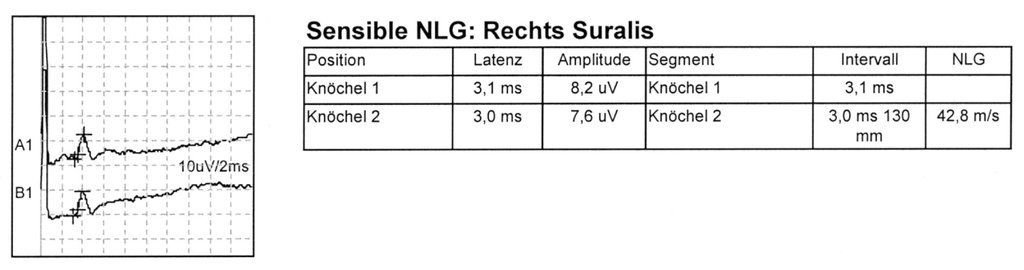 Sensible NLG: Rechts Suralis
Position Latenz Amplitude Segment Intervall NLG
Knöchel 1 3,1 ms 8,2 uV Knöchel 1 3,1 ms
Knöchel 2 3,0 ms 7,6 uV Knöchel 2 3,0 ms 130 mm 42,8 m/s
A1
10uV/2ms
B1